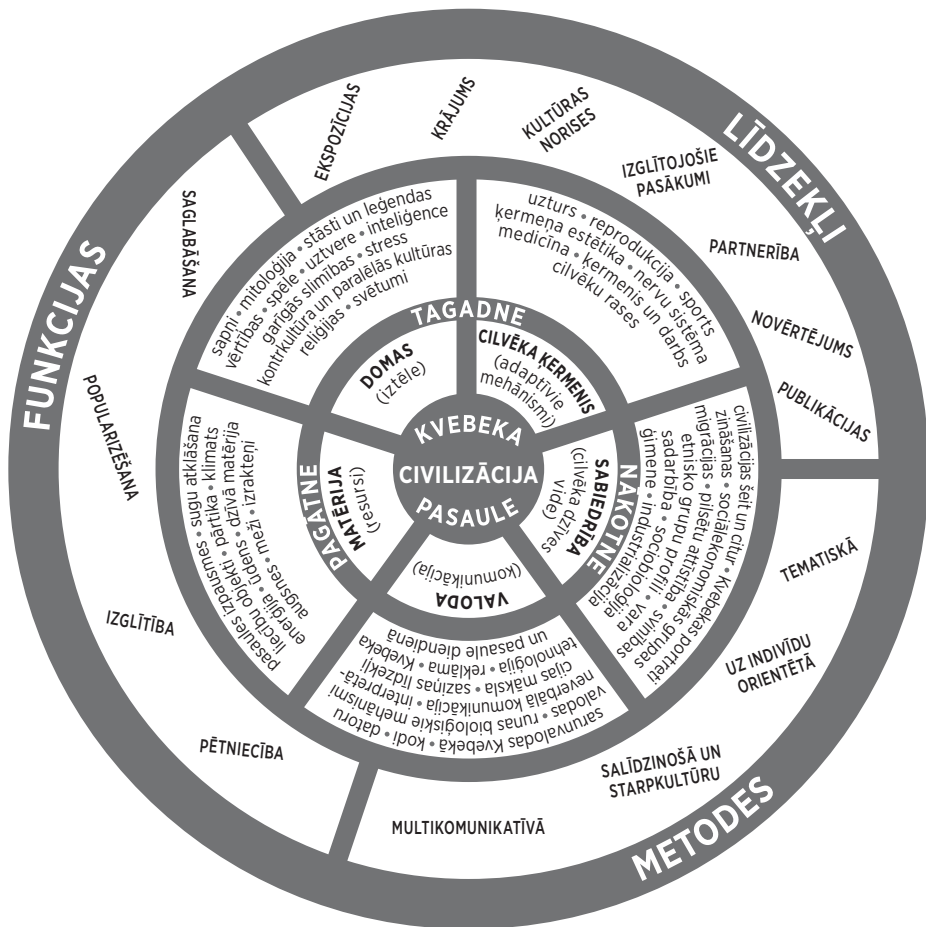 FUNKCIJAS
SAGLABĀŠANA
POPULARIZĒŠANA
IZGLĪTĪBA
PĒTNIECĪBA
LĪDZEKĻI
EKSPOZĪCIJAS
KRĀJUMS
KULTŪRAS
NORISES
IZGLĪTOJOŠIE
PASĀKUMI
PARTNERĪBA
NOVĒRTĒJUMS
PUBLIKĀCIJAS
METODES
TEMATISKĀ
UZ INDIVĪDU
ORIENTĒTĀ
SALĪDZINOŠĀ UN
STARPKULTŪRU
MULTIKOMUNIKATĪVĀ
sapņi • mitoloģija • stāsti un leģendas
vērtības • spēle • uztvere • inteliģence
garīgās slimības • stress
kontrkultūra un paralēlās kultūras
reliģijas • svētumi
uzturs • reprodukcija • sports
ķermeņa estētika • nervu sistēma
medicīna • ķermenis un darbs
cilvēku rases
civilizācijas šeit un citur • Kvebekas portreti
zināšanas • sociālekonomiskās grupas
migrācijas • pilsētu attīstība • svinības
etnisko grupu profili • vara
sadarbība • sociobioloģija
ģimene • industrializācija
sarunvalodas Kvebekā • kodi • datoru
valodas • runas bioloģiskie mehānismi
neverbālā komunikācija • interpretā-
cijas māksla • saziņas līdzekļi
tehnoloģija • reklāma • Kvebeka
un pasaule diendienā
pasaules izpausmes • sugu atklāšana
liecību objekti • pārtika • klimats
enerģija • ūdens • dzīvā matērija
augsnes • meži • izrakteņi
TAGADNE
NĀKOTNE
PAGĀTNE
DOMAS
(iztēle)
CILVĒKA ĶERMENIS
(adaptīvie
mehānismi)
SABIEDRĪBA
(cilvēka dzīves
vide)
VALODA
(komunikācija)
MATĒRIJA
(resursi)
KVEBEKA
CIVILIZĀCIJA
PASAULE